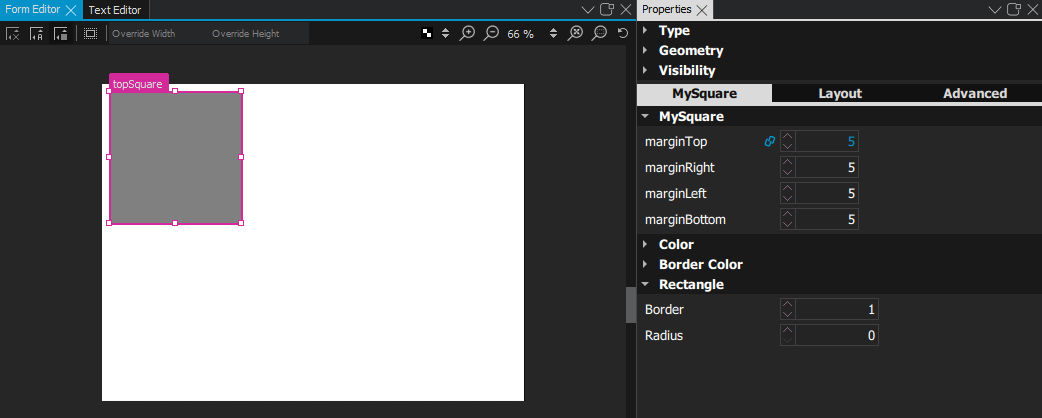 Form Editor
Text Editor
Override Width
Override Height
66 %
topSquare
Properties
Type
Geometry
Visibility
MySquare
Layout
Advanced
MySquare
marginTop 5
marginRight 5
marginLeft 5
marginBottom 5
Color
Border Color
Rectangle
Border 1
Radius 0